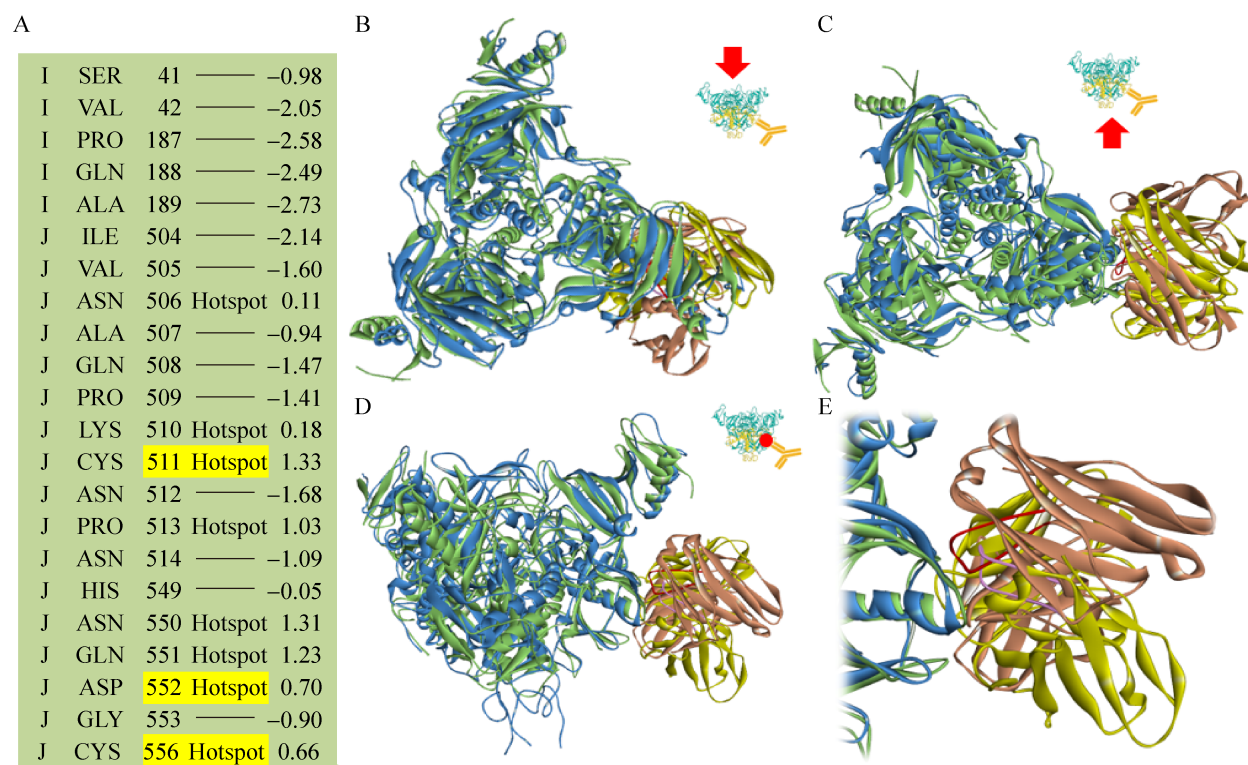 A
I SER 41 —— −0.98
I VAL 42 —— −2.05
I PRO 187 —— −2.58
I GLN 188 —— −2.49
I ALA 189 —— −2.73
J ILE 504 —— −2.14
J VAL 505 —— −1.60
J ASN 506 Hotspot 0.11
J ALA 507 —— −0.94
J GLN 508 —— −1.47
J PRO 509 —— −1.41
J LYS 510 Hotspot 0.18
J CYS 511 Hotspot 1.33
J ASN 512 —— −1.68
J PRO 513 Hotspot 1.03
J ASN 514 —— −1.09
J HIS 549 —— −0.05
J ASN 550 Hotspot 1.31
J GLN 551 Hotspot 1.23
J ASP 552 Hotspot 0.70
J GLY 553 —— −0.90
J CYS 556 Hotspot 0.66
B
C
D
E